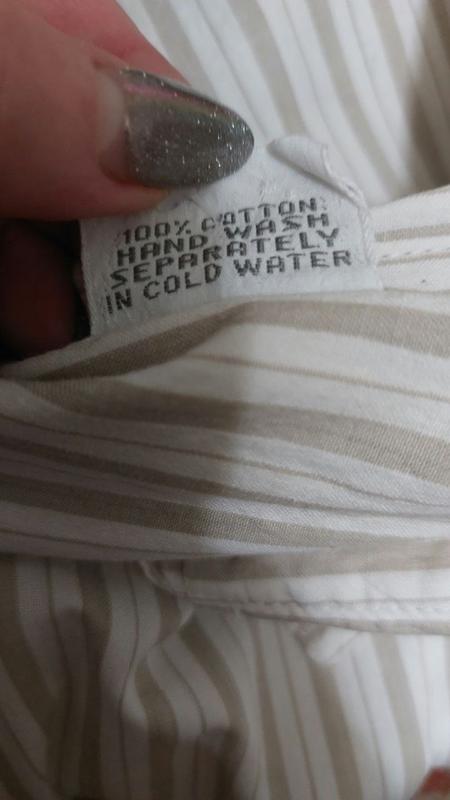 100% COTTON:
HAND WASH
SEPARATELY
IN COLD WATER